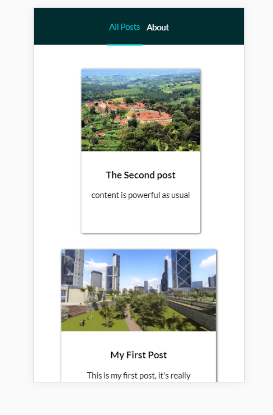 All Posts About
The Second post
content is powerful as usual
My First Post
This is my first post, it's really